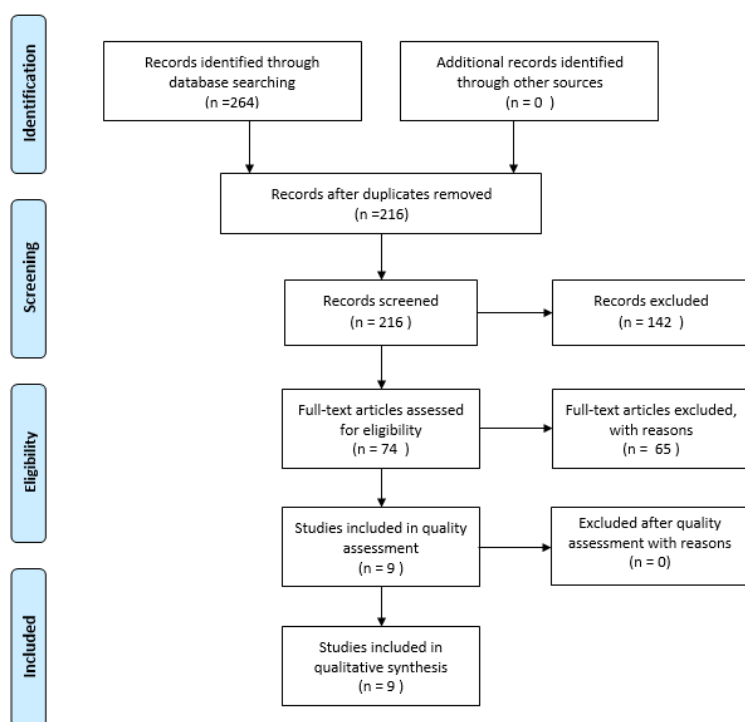 Identification
Records identified through
database searching
(n =264)
Additional records identified
through other sources
(n = 0  )
Records after duplicates removed
(n =216)
Screening
Records screened
(n = 216 )
Records excluded
(n = 142  )
Eligibility
Full-text articles assessed
for eligibility
(n = 74  )
Full-text articles excluded,
with reasons
(n =  65 )
Studies included in quality
assessment
(n = 9 )
Excluded after quality
assessment with reasons
(n = 0)
Included
Studies included in
qualitative synthesis
(n = 9 )